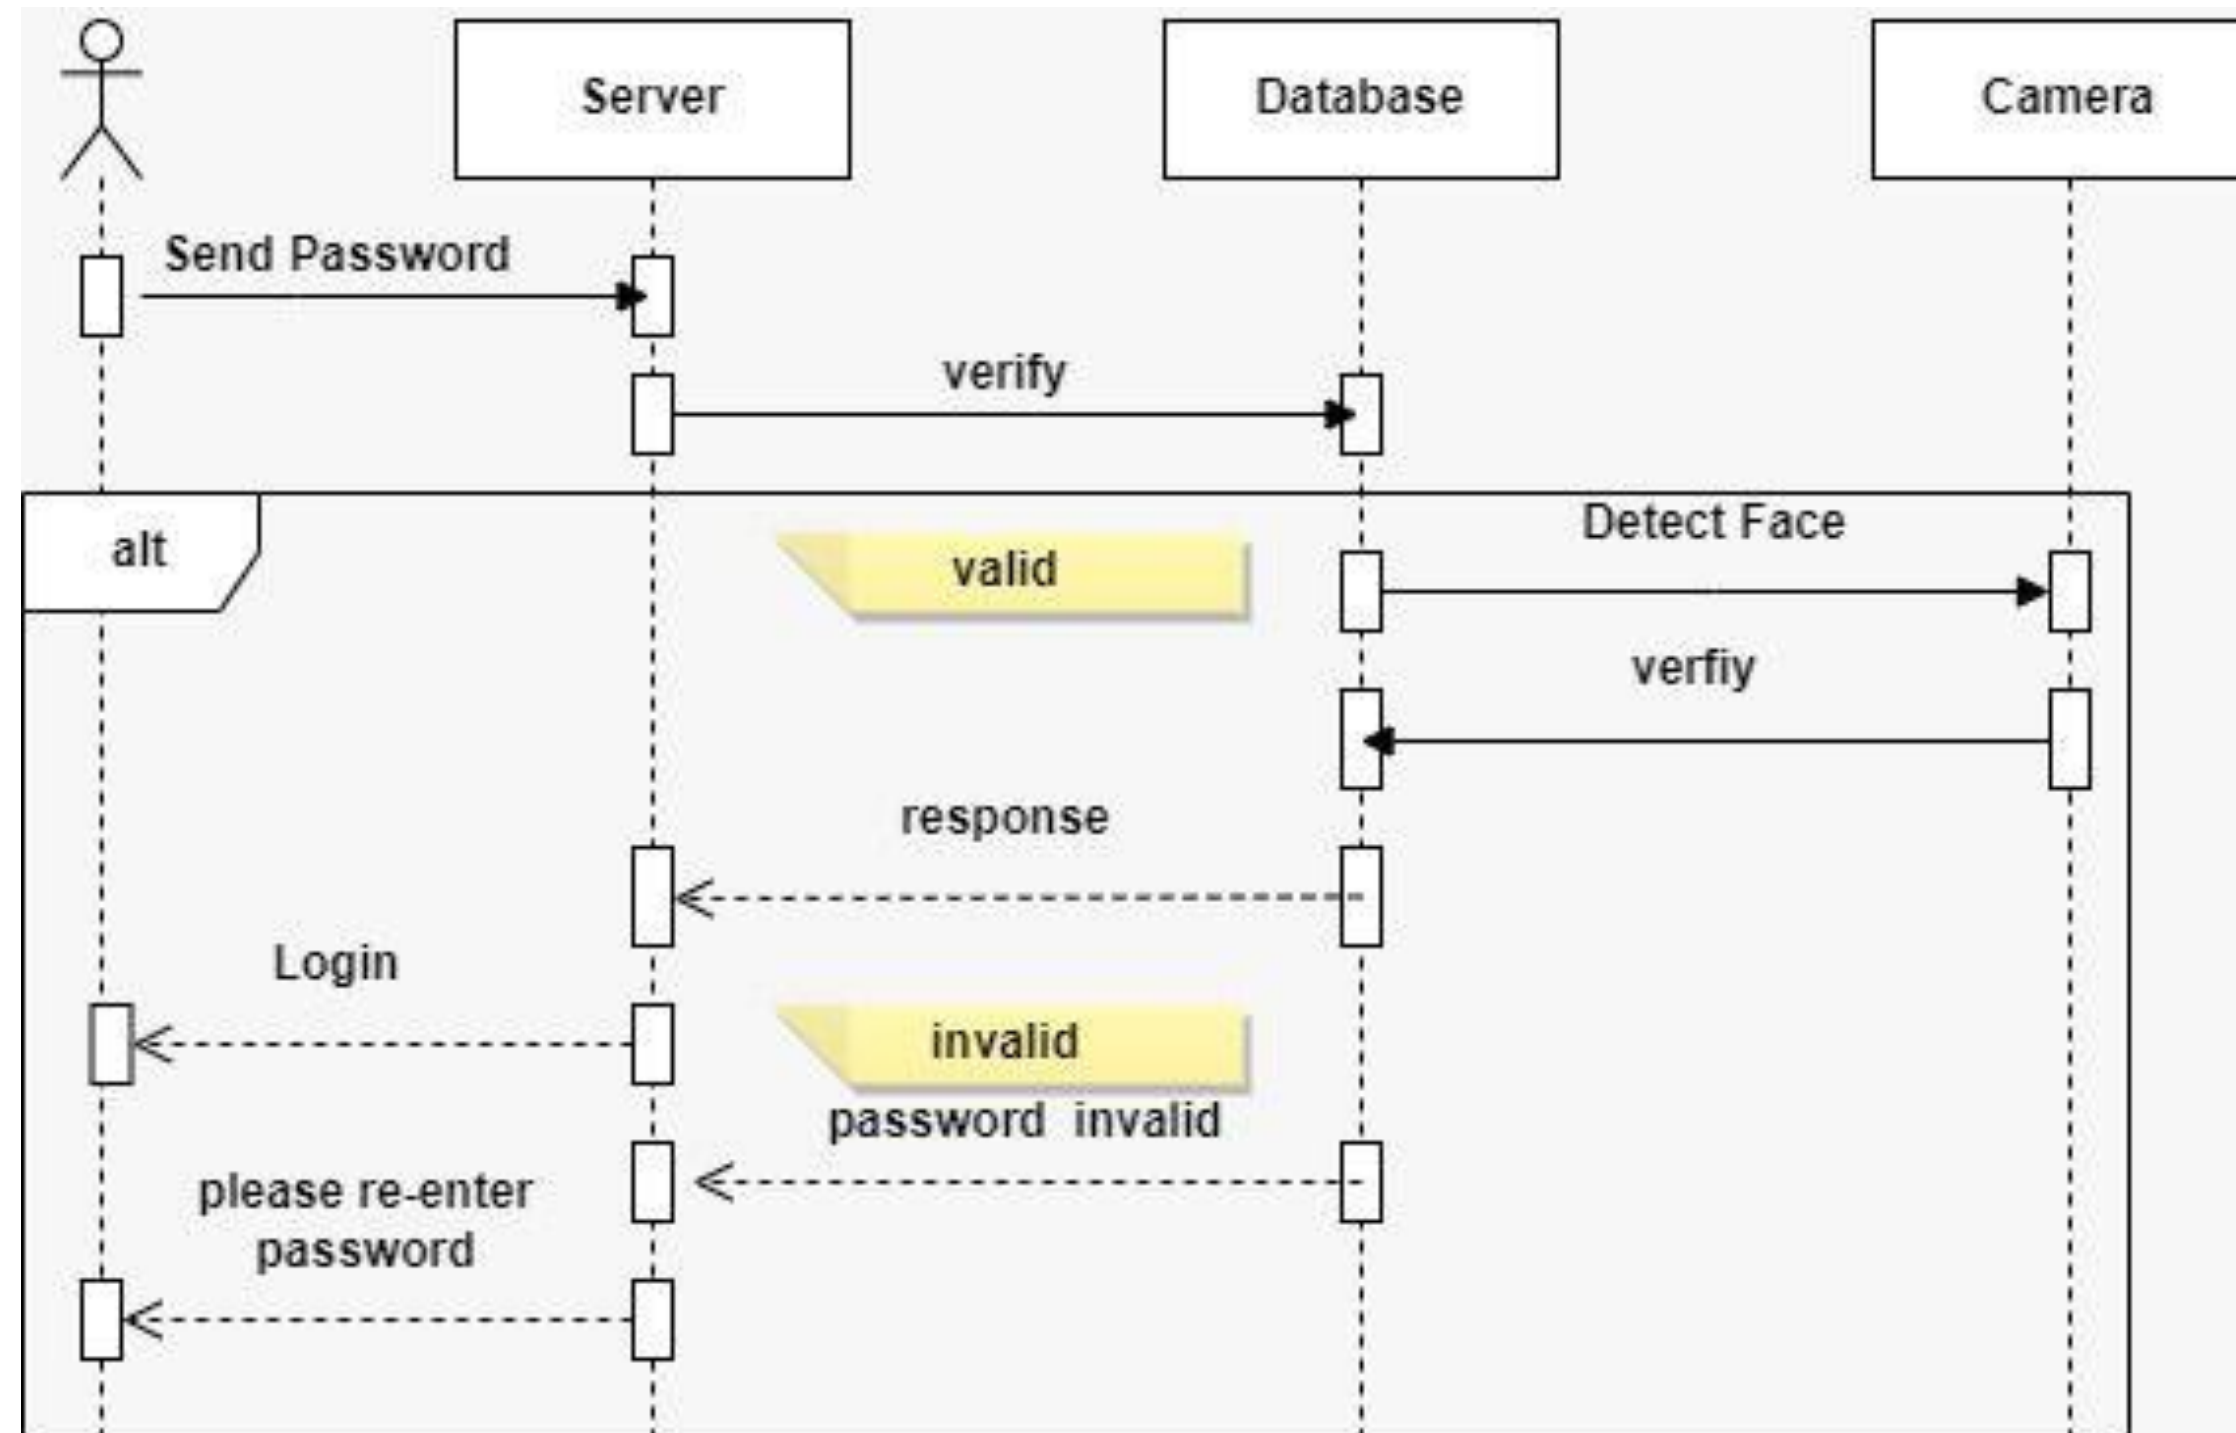 Server
Database
Camera
Send Password
verify
alt
valid
Detect Face
verfiy
response
Login
invalid
password invalid
please re-enter
password